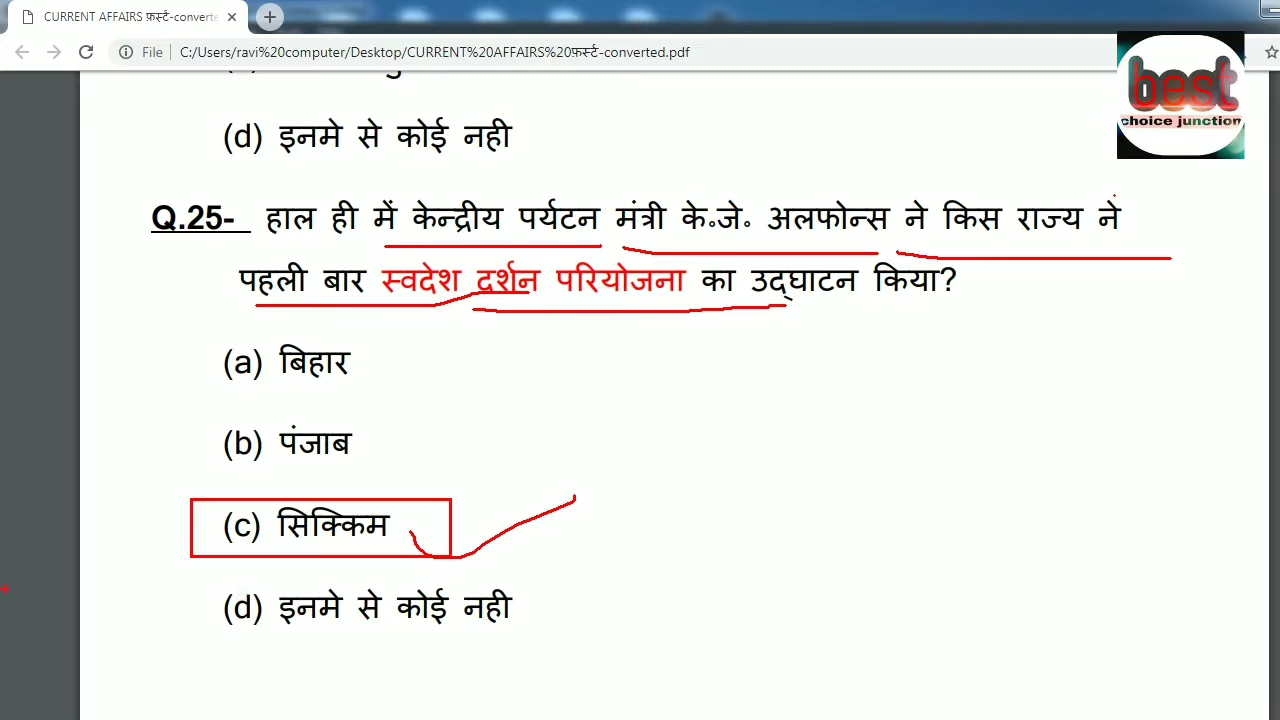 CURRENT AFFAIRS फ़र्स्ट-converte
File C:/Users/ravi%20computer/Desktop/CURRENT%20AFFAIRS%20फ़र्स्ट-converted.pdf
best
choice junction
(d) इनमे से कोई नही
Q.25- हाल ही में केन्द्रीय पर्यटन मंत्री के॰जे॰ अलफोन्स ने किस राज्य ने
पहली बार स्वदेश दर्शन परियोजना का उद्घाटन किया?
(a) बिहार
(b) पंजाब
(c) सिक्किम
(d) इनमे से कोई नही